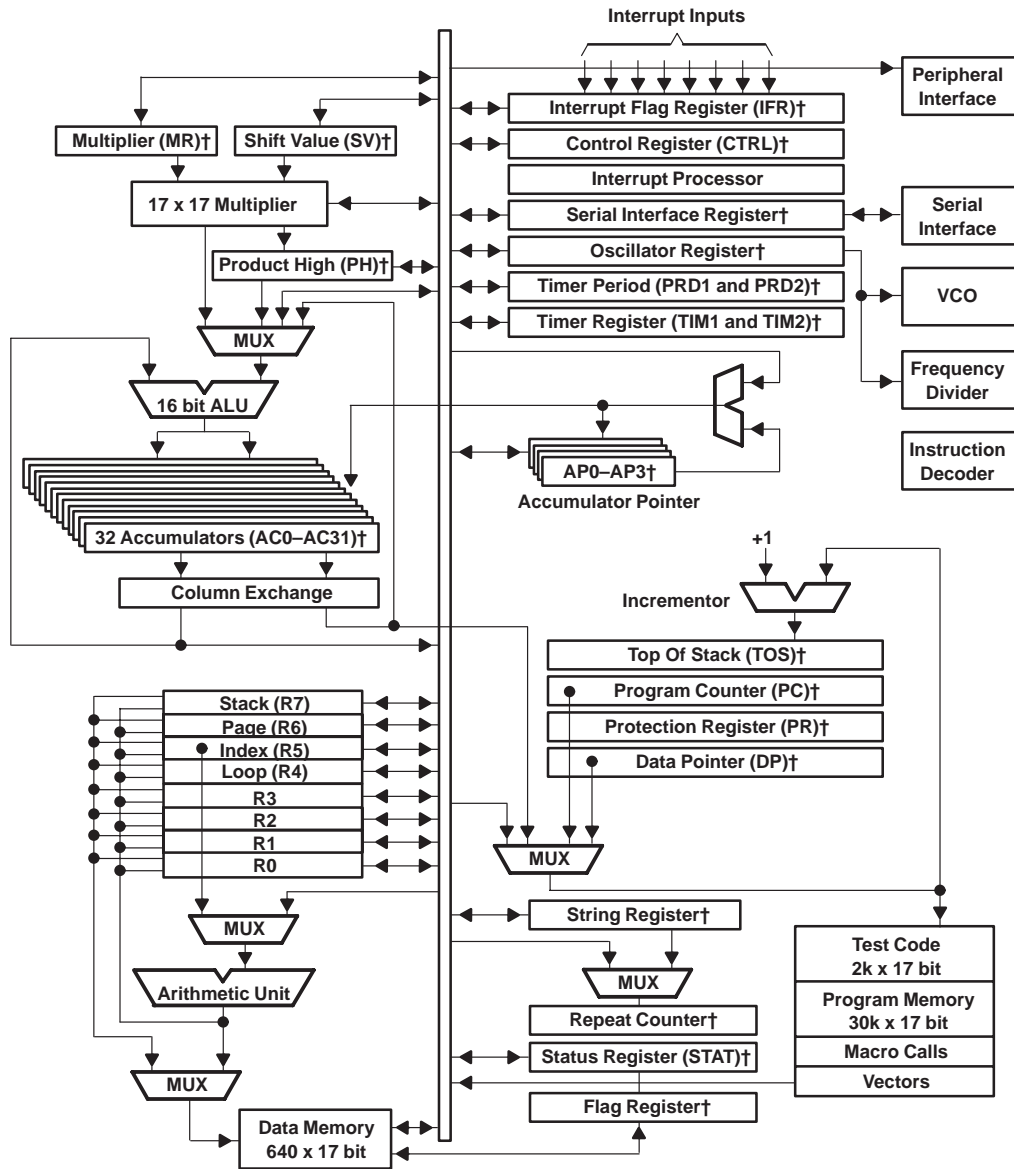 Interrupt Inputs
Peripheral
Interface
Interrupt Flag Register (IFR)†
Multiplier (MR)†
Shift Value (SV)†
Control Register (CTRL)†
Interrupt Processor
17 x 17 Multiplier
Serial Interface Register†
Serial
Interface
Product High (PH)†
Oscillator Register†
Timer Period (PRD1 and PRD2)†
VCO
Timer Register (TIM1 and TIM2)†
MUX
Frequency
Divider
16 bit ALU
Instruction
Decoder
AP0–AP3†
Accumulator Pointer
32 Accumulators (AC0–AC31)†
+1
Column Exchange
Incrementor
Top Of Stack (TOS)†
Program Counter (PC)†
Protection Register (PR)†
Data Pointer (DP)†
Stack (R7)
Page (R6)
Index (R5)
Loop (R4)
R3
R2
R1
R0
MUX
MUX
String Register†
MUX
Repeat Counter†
Status Register (STAT)†
Flag Register†
Test Code
2k x 17 bit
Program Memory
30k x 17 bit
Macro Calls
Vectors
Arithmetic Unit
MUX
Data Memory
640 x 17 bit